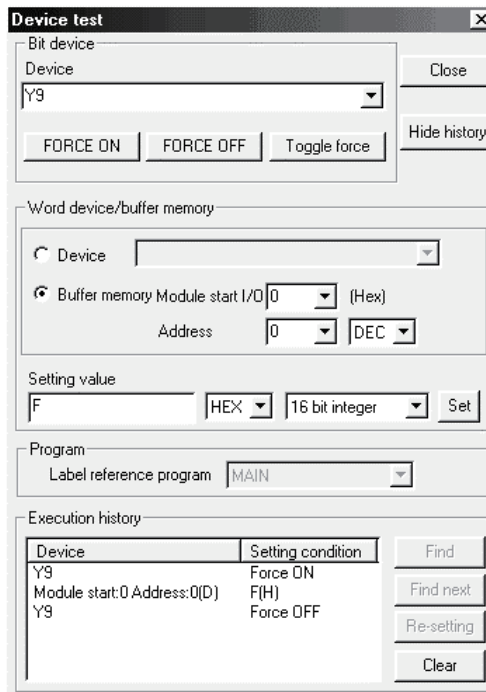 Device test
Bit device
Device
Close
Y9
FORCE ON FORCE OFF Toggle force
Hide history
Word device/buffer memory
Device
Buffer memory Module start I/O 0 (Hex)
Address 0 DEC
Setting value
F HEX 16 bit integer Set
Program
Label reference program MAIN
Execution history
Device Setting condition Find
Y9 Force ON
Module start:0 Address:0(D) F(H) Find next
Y9 Force OFF
Re-setting
Clear